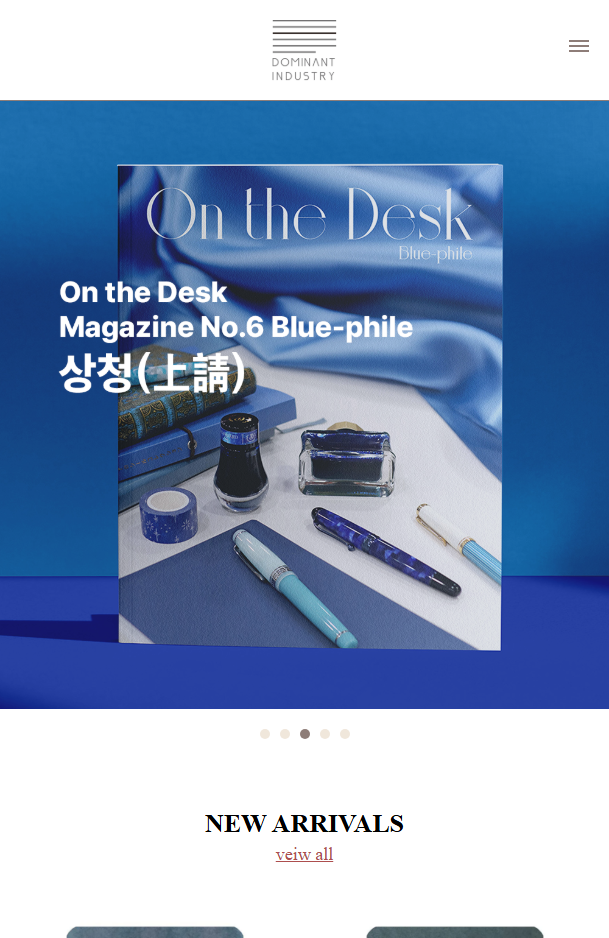 DOMINANT
INDUSTRY
On the Desk
Blue-phile
On the Desk
Magazine No.6 Blue-phile
상청(上請)
NEW ARRIVALS
veiw all